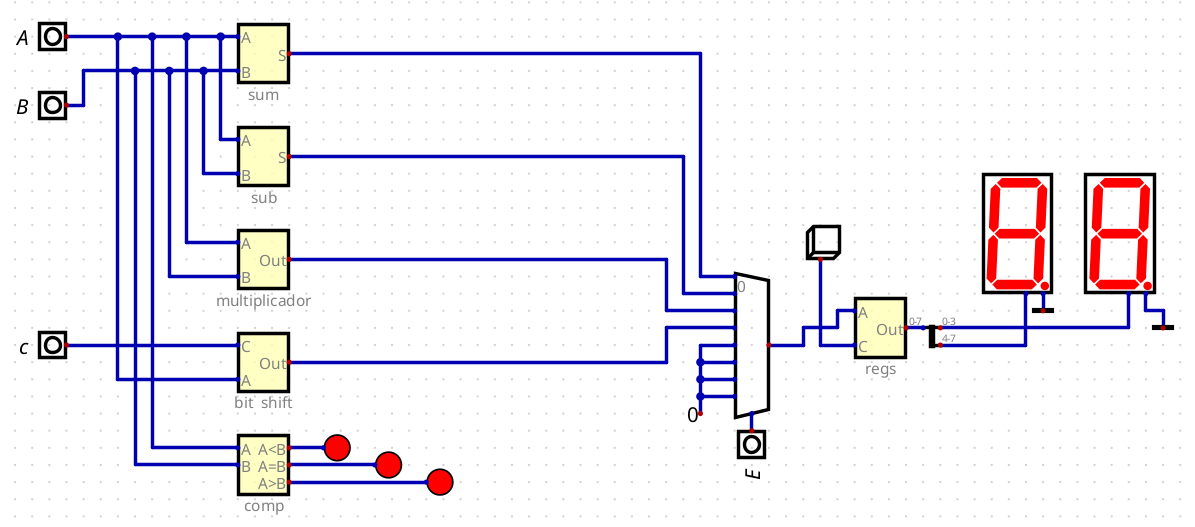 A
B
A
B
S
sum
A
B
S
sub
A
B
Out
multiplicador
c
C
A
Out
bit shift
A
B
A<B
A=B
A>B
comp
0
0
E
A
C
Out
regs
0-7
0-3
4-7